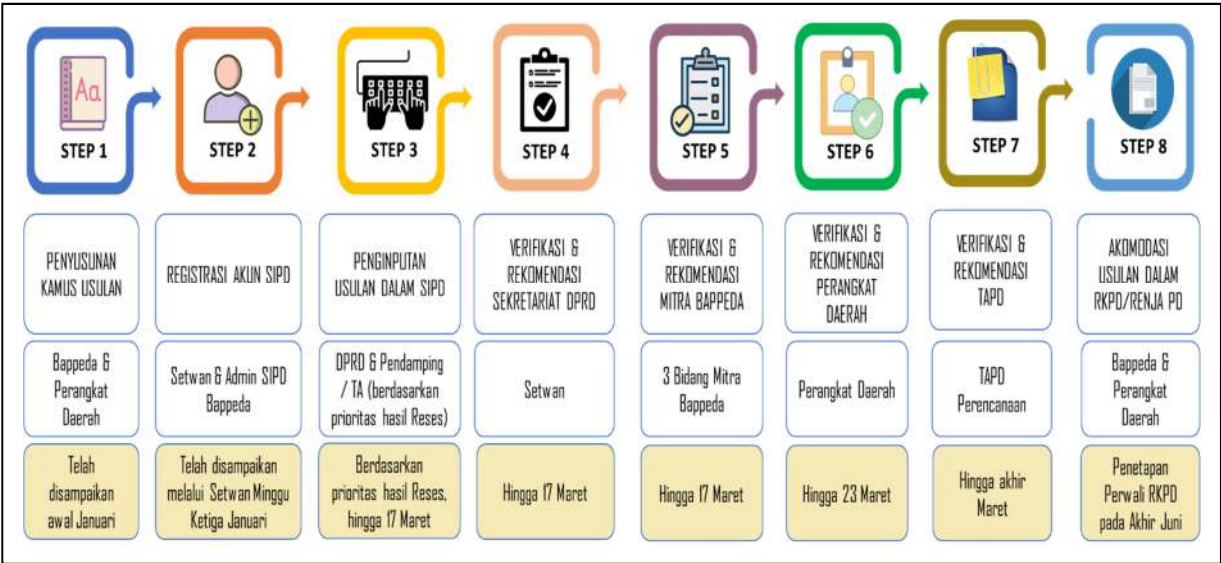 Aa
STEP 1
STEP 2
STEP 3
STEP 4
STEP 5
STEP 6
STEP 7
STEP 8
PENYUSUNAN
KAMUS USULAN
REGISTRASI AKUN SIPD
PENGINPUTAN
USULAN DALAM SIPD
VERIFIKASI &
REKOMENDASI
SEKRETARIAT DPRD
VERIFIKASI &
REKOMENDASI
MITRA BAPPEDA
VERIFIKASI &
REKOMENDASI
PERANGKAT
DAERAH
VERIFIKASI &
REKOMENDASI
TAPD
AKOMODASI
USULAN DALAM
RKPD/RENJA PD
Bappeda &
Perangkat
Daerah
Setwan & Admin SIPD
Bappeda
DPRD & Pendamping
/ TA (berdasarkan
prioritas hasil Reses)
Setwan
3 Bidang Mitra
Bappeda
Perangkat Daerah
TAPD
Perencanaan
Bappeda &
Perangkat
Daerah
Telah
disampaikan
awal Januari
Telah disampaikan
melalui Setwan Minggu
Ketiga Januari
Berdasarkan
prioritas hasil Reses,
hingga 17 Maret
Hingga 17 Maret
Hingga 17 Maret
Hingga 23 Maret
Hingga akhir
Maret
Penetapan
Perwali RKPD
pada Akhir Juni